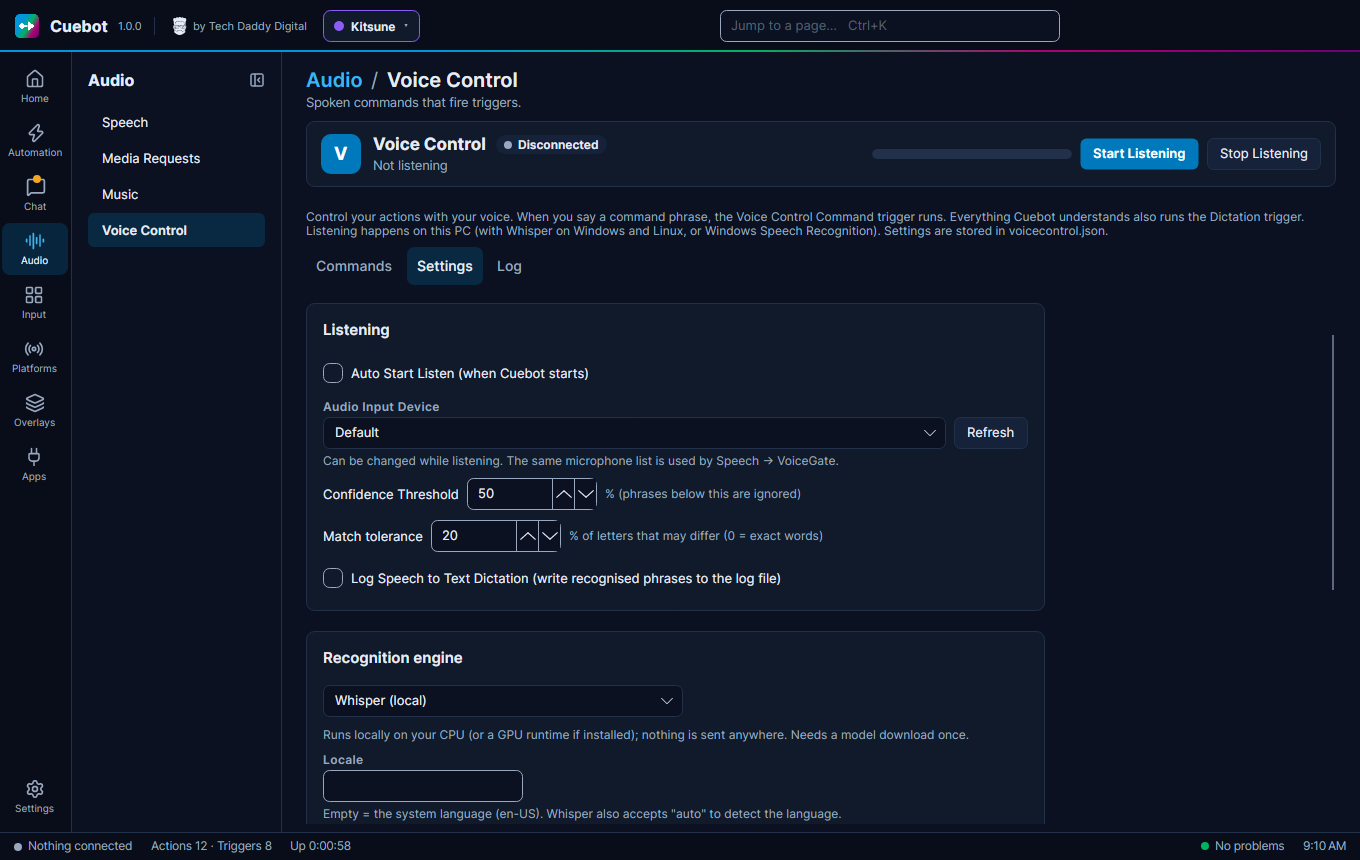 Cuebot 1.0.0 by Tech Daddy Digital Kitsune Jump to a page... Ctrl+K
Home
Automation
Chat
Audio
Input
Platforms
Overlays
Apps
Settings
Audio
Speech
Media Requests
Music
Voice Control
Audio / Voice Control
Spoken commands that fire triggers.
V
Voice Control Disconnected
Not listening
Start Listening Stop Listening
Control your actions with your voice. When you say a command phrase, the Voice Control Command trigger runs. Everything Cuebot understands also runs the Dictation trigger.
Listening happens on this PC (with Whisper on Windows and Linux, or Windows Speech Recognition). Settings are stored in voicecontrol.json.
Commands Settings Log
Listening
Auto Start Listen (when Cuebot starts)
Audio Input Device
Default Refresh
Can be changed while listening. The same microphone list is used by Speech → VoiceGate.
Confidence Threshold 50 % (phrases below this are ignored)
Match tolerance 20 % of letters that may differ (0 = exact words)
Log Speech to Text Dictation (write recognised phrases to the log file)
Recognition engine
Whisper (local)
Runs locally on your CPU (or a GPU runtime if installed); nothing is sent anywhere. Needs a model download once.
Locale
Empty = the system language (en-US). Whisper also accepts "auto" to detect the language.
Nothing connected Actions 12 · Triggers 8 Up 0:00:58 No problems 9:10 AM